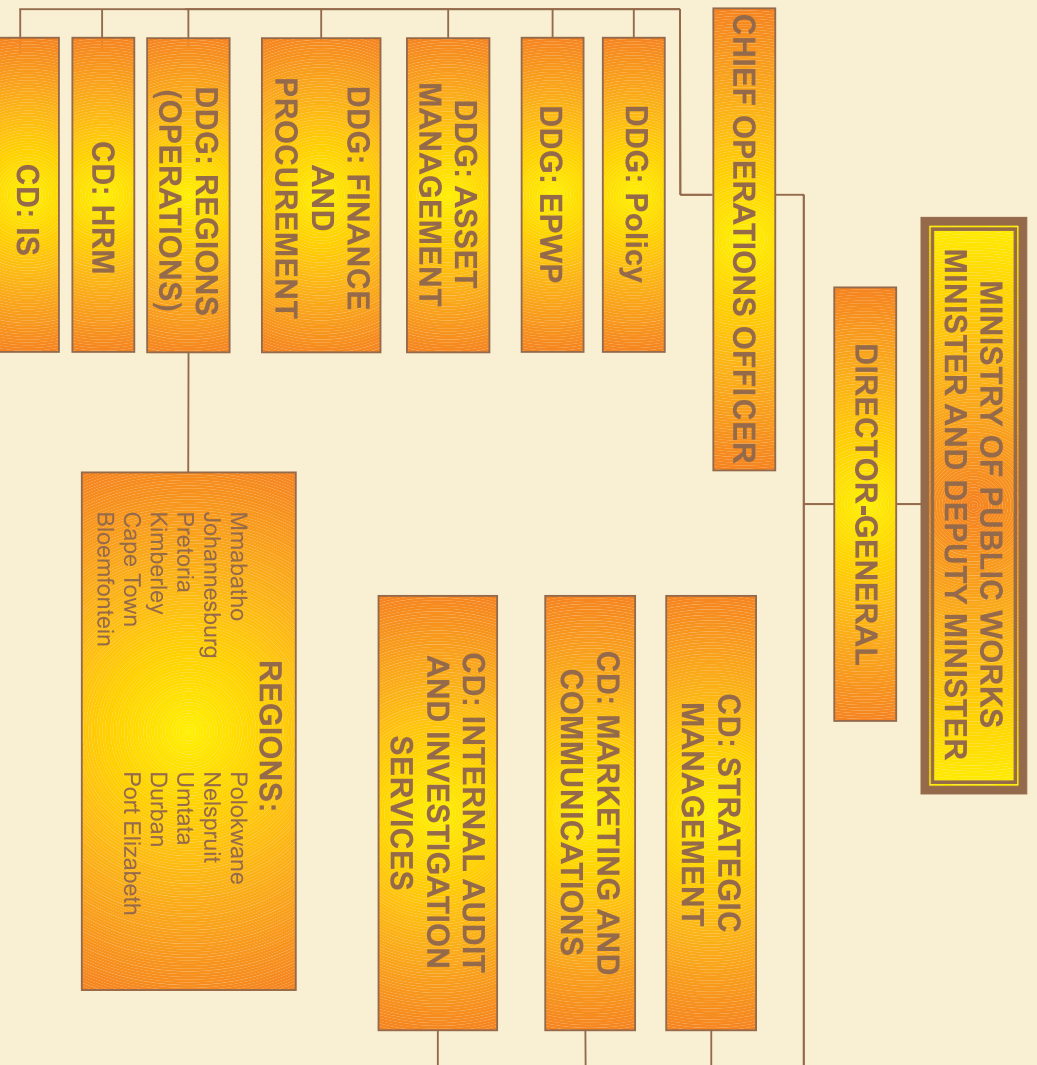 MINISTRY OF PUBLIC WORKS
MINISTER AND DEPUTY MINISTER
DIRECTOR-GENERAL
CHIEF OPERATIONS OFFICER
DDG: Policy
DDG: EPWP
DDG: ASSET
MANAGEMENT
DDG: FINANCE
AND
PROCUREMENT
DDG: REGIONS
(OPERATIONS)
CD: HRM
CD: IS
REGIONS:
Mmabatho
Johannesburg
Pretoria
Kimberley
Cape Town
Bloemfontein
Polokwane
Nelspruit
Umtata
Durban
Port Elizabeth
CD: STRATEGIC
MANAGEMENT
CD: MARKETING AND
COMMUNICATIONS
CD: INTERNAL AUDIT
AND INVESTIGATION
SERVICES